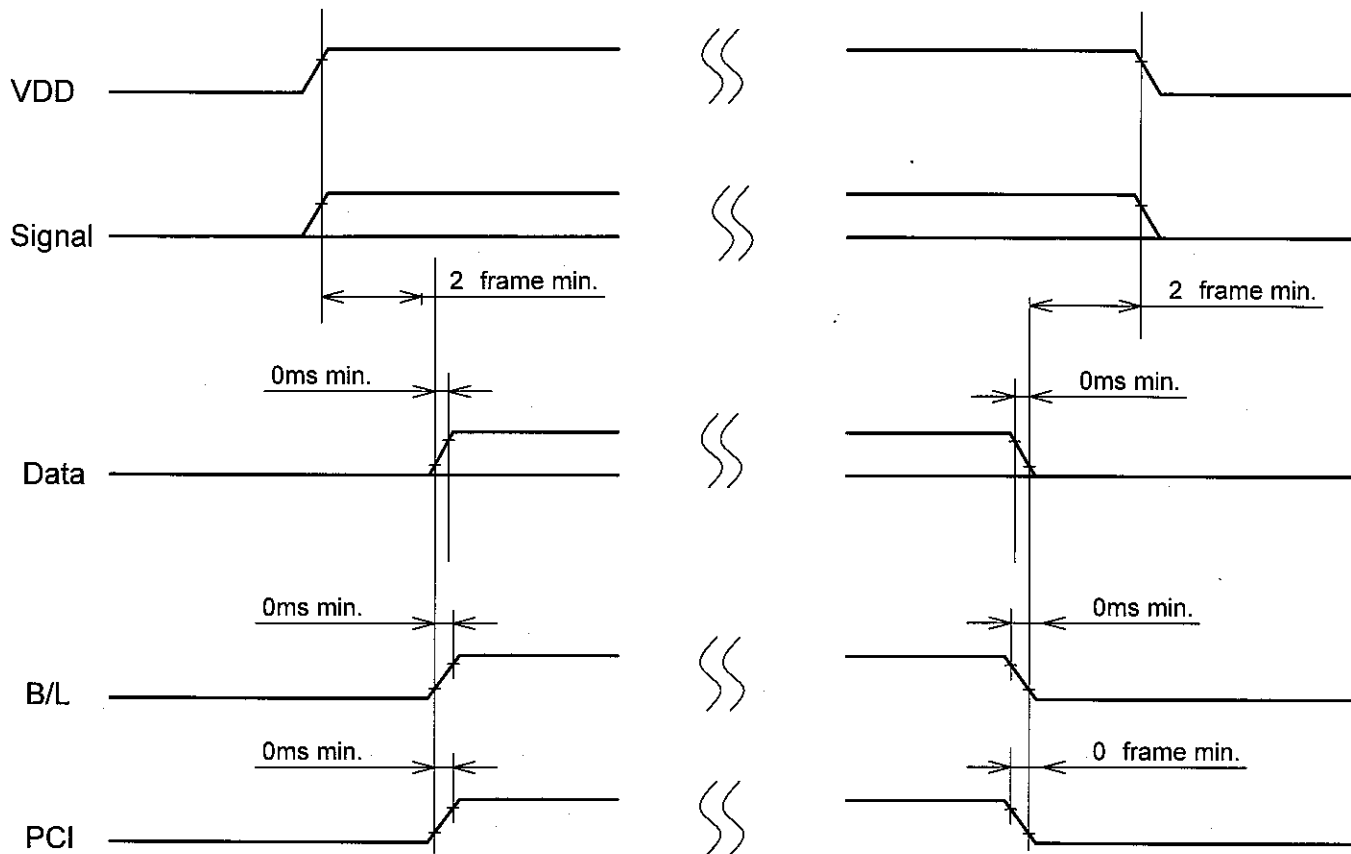 VDD
Signal
2 frame min.
2 frame min.
0ms min.
0ms min.
Data
0ms min.
0ms min.
B/L
0ms min.
0 frame min.
PCI